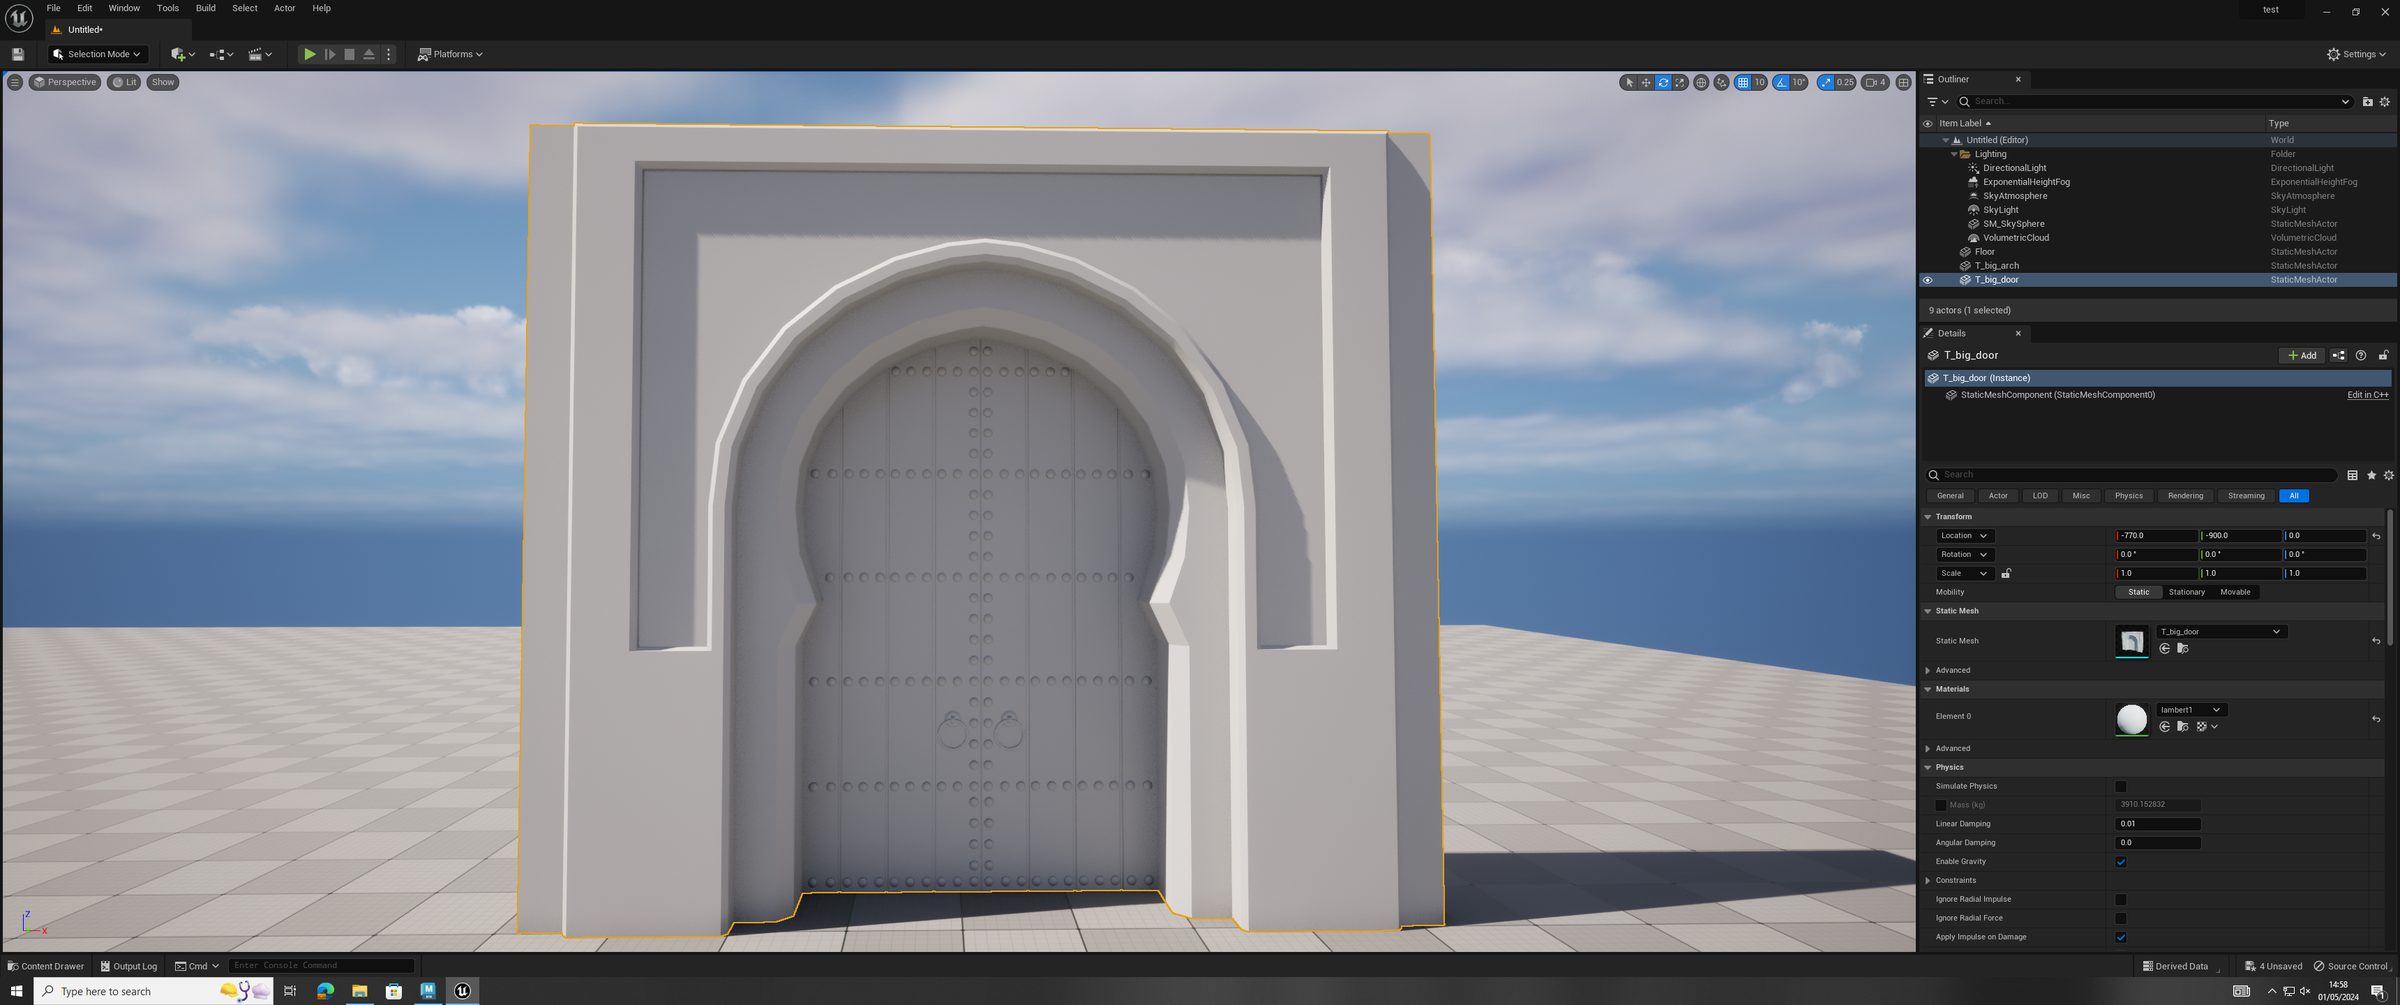 File Edit Window Tools Build Select Actor Help
test
Untitled*
Selection Mode
Platforms
Settings
Perspective Lit Show
10 10° 0.25 4
Outliner
Search...
Item Label Type
Untitled (Editor) World
Lighting Folder
DirectionalLight DirectionalLight
ExponentialHeightFog ExponentialHeightFog
SkyAtmosphere SkyAtmosphere
SkyLight SkyLight
SM_SkySphere StaticMeshActor
VolumetricCloud VolumetricCloud
Floor StaticMeshActor
T_big_arch StaticMeshActor
T_big_door StaticMeshActor
9 actors (1 selected)
Details
T_big_door
Add
T_big_door (Instance)
StaticMeshComponent (StaticMeshComponent0) Edit in C++
Search
General Actor LOD Misc Physics Rendering Streaming All
Transform
Location -770.0 -900.0 0.0
Rotation 0.0 ° 0.0 ° 0.0 °
Scale 1.0 1.0 1.0
Mobility Static Stationary Movable
Static Mesh
Static Mesh T_big_door
Advanced
Materials
Element 0 lambert1
Advanced
Physics
Simulate Physics
Mass (kg) 3910.152832
Linear Damping 0.01
Angular Damping 0.0
Enable Gravity
Constraints
Ignore Radial Impulse
Ignore Radial Force
Apply Impulse on Damage
Z
X
Content Drawer Output Log Cmd Enter Console Command
Derived Data 4 Unsaved Source Control
Type here to search
14:58
01/05/2024